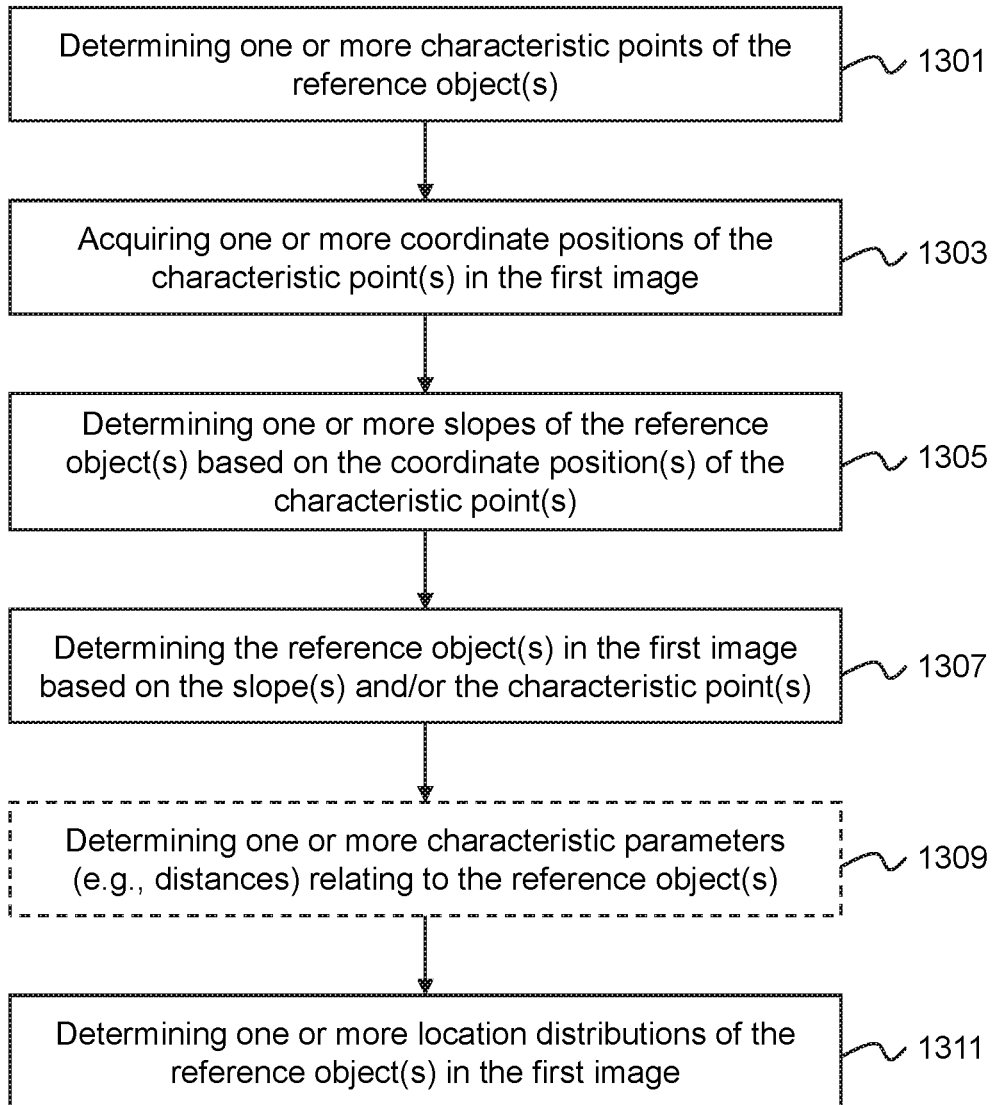 Determining one or more characteristic points of the
reference object(s)
1301
Acquiring one or more coordinate positions of the
characteristic point(s) in the first image
1303
Determining one or more slopes of the reference
object(s) based on the coordinate position(s) of the
characteristic point(s)
1305
Determining the reference object(s) in the first image
based on the slope(s) and/or the characteristic point(s)
1307
Determining one or more characteristic parameters
(e.g., distances) relating to the reference object(s)
1309
Determining one or more location distributions of the
reference object(s) in the first image
1311